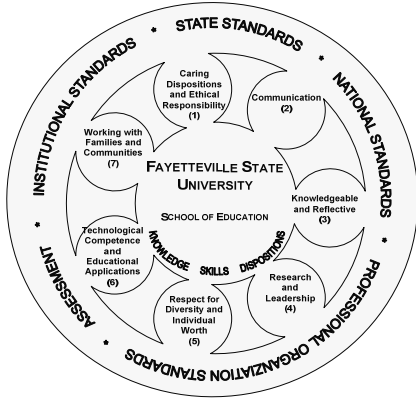 STATE STANDARDS
NATIONAL STANDARDS
PROFESSIONAL ORGANZIATION STANDARDS
ASSESSMENT
INSTITUTIONAL STANDARDS
Caring
Dispositions
and Ethical
Responsibility
(1)
Communication
(2)
Knowledgeable
and Reflective
(3)
Research
and
Leadership
(4)
Respect for
Diversity and
Individual
Worth
(5)
Technological
Competence
and
Educational
Applications
(6)
Working with
Families and
Communities
(7)
FAYETTEVILLE STATE
UNIVERSITY
SCHOOL OF EDUCATION
KNOWLEDGE SKILLS DISPOSITIONS